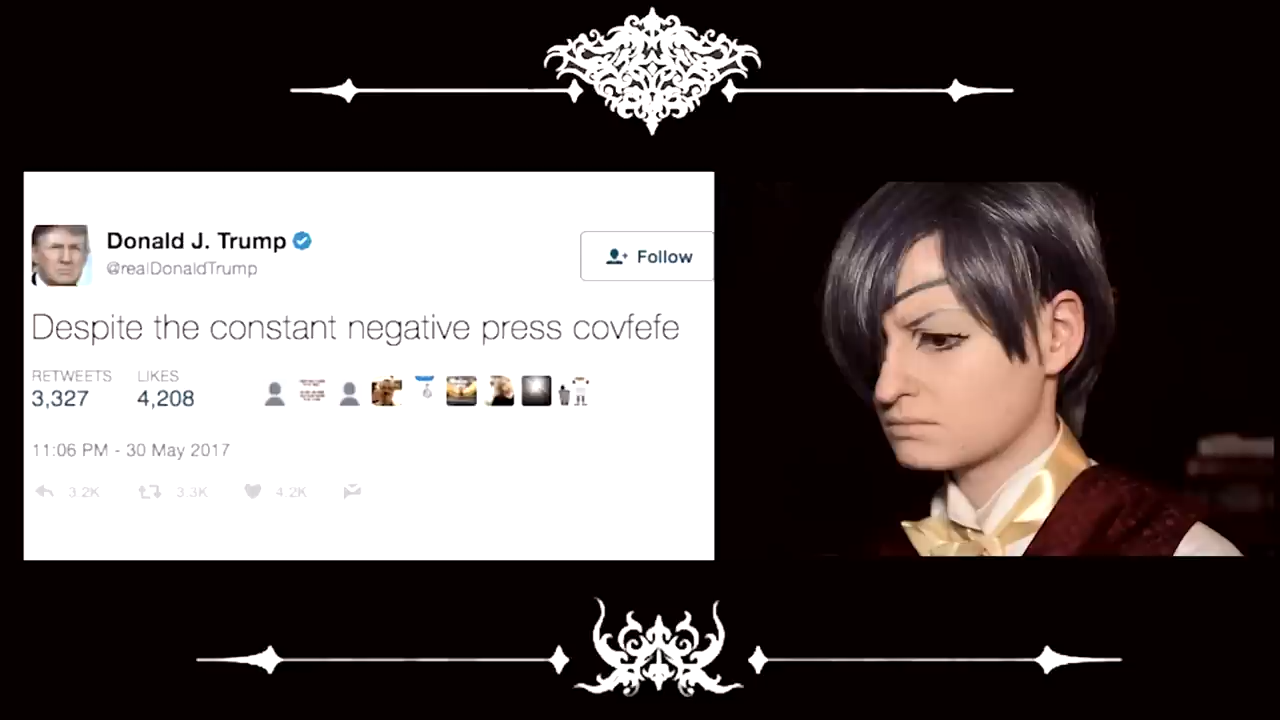 Donald J. Trump
@realDonaldTrump
Follow
Despite the constant negative press covfefe
RETWEETS LIKES
3,327 4,208
11:06 PM - 30 May 2017
3.2K 3.3K 4.2K